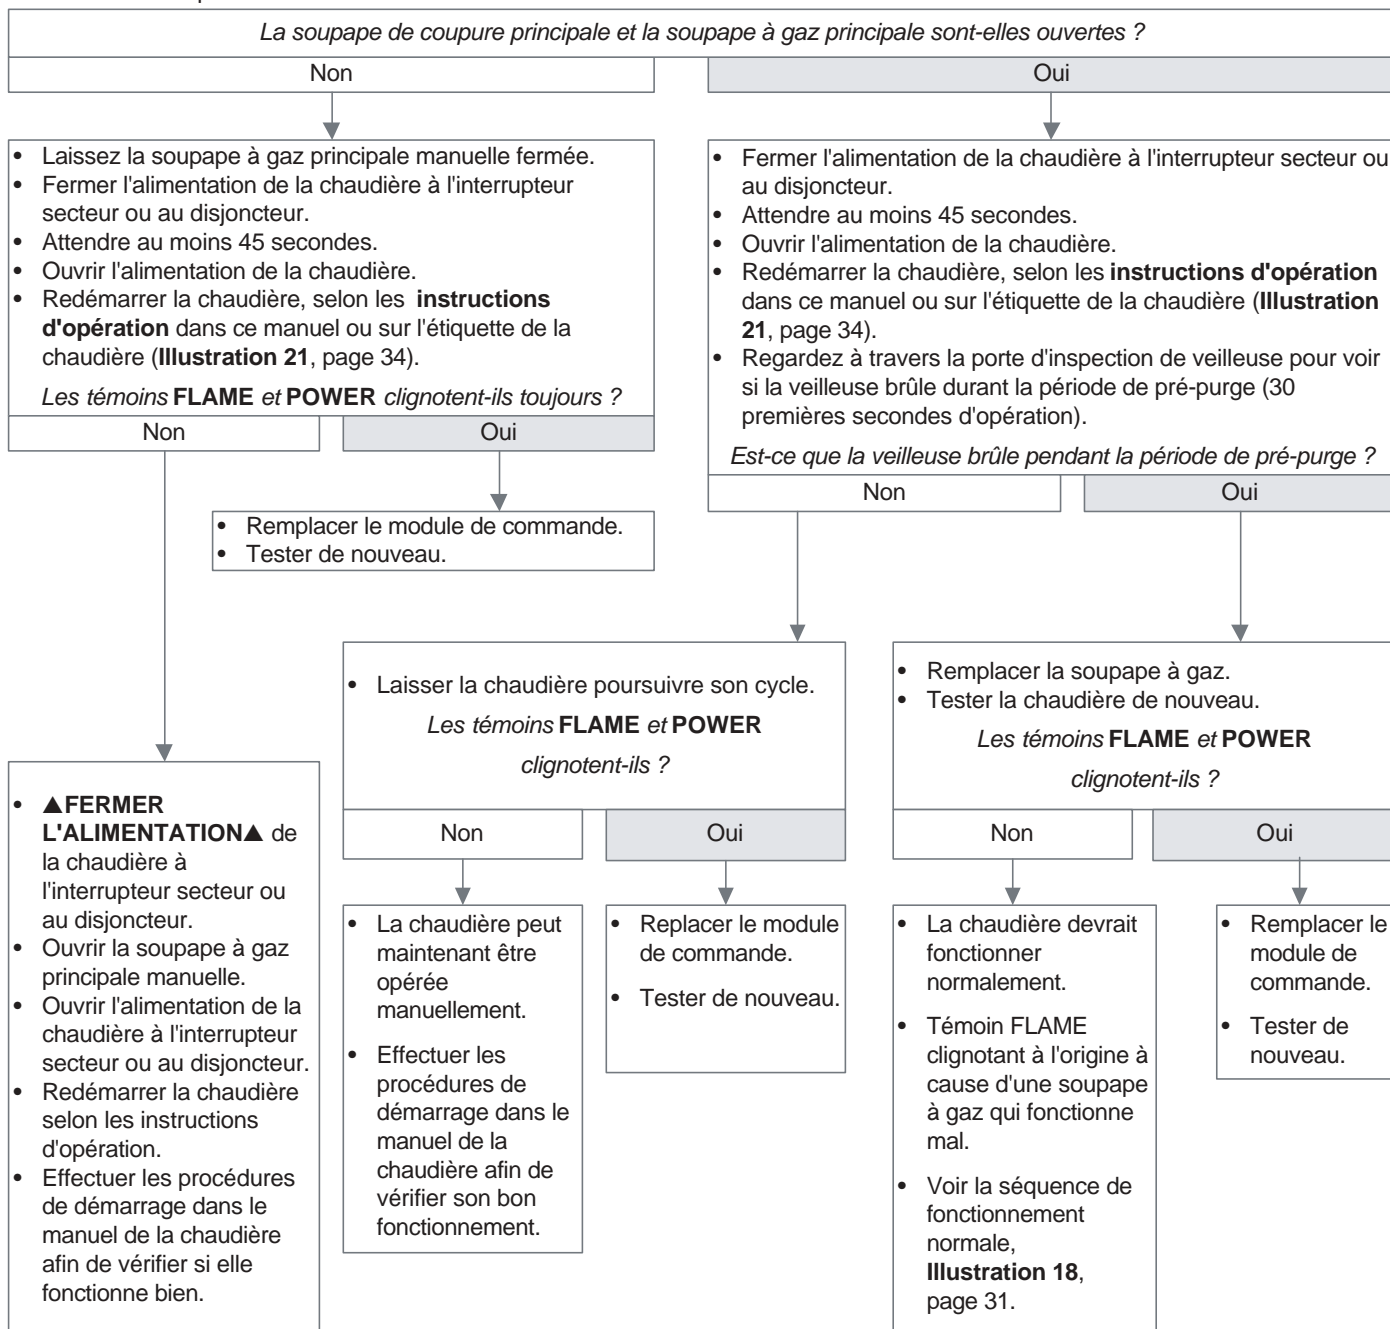 La soupape de coupure principale et la soupape à gaz principale sont-elles ouvertes ?
Non
Oui
• Laissez la soupape à gaz principale manuelle fermée.
• Fermer l'alimentation de la chaudière à l'interrupteur
secteur ou au disjoncteur.
• Attendre au moins 45 secondes.
• Ouvrir l'alimentation de la chaudière.
• Redémarrer la chaudière, selon les instructions
d'opération dans ce manuel ou sur l'étiquette de la
chaudière (Illustration 21, page 34).
Les témoins FLAME et POWER clignotent-ils toujours ?
Non
Oui
• Fermer l'alimentation de la chaudière à l'interrupteur secteur ou
au disjoncteur.
• Attendre au moins 45 secondes.
• Ouvrir l'alimentation de la chaudière.
• Redémarrer la chaudière, selon les instructions d'opération
dans ce manuel ou sur l'étiquette de la chaudière (Illustration
21, page 34).
• Regardez à travers la porte d'inspection de veilleuse pour voir
si la veilleuse brûle durant la période de pré-purge (30
premières secondes d'opération).
Est-ce que la veilleuse brûle pendant la période de pré-purge ?
Non
Oui
• Remplacer le module de commande.
• Tester de nouveau.
• Laisser la chaudière poursuivre son cycle.
Les témoins FLAME et POWER
clignotent-ils ?
Non
Oui
• Remplacer la soupape à gaz.
• Tester la chaudière de nouveau.
Les témoins FLAME et POWER
clignotent-ils ?
Non
Oui
• ▲FERMER
L'ALIMENTATION▲ de
la chaudière à
l'interrupteur secteur ou
au disjoncteur.
• Ouvrir la soupape à gaz
principale manuelle.
• Ouvrir l'alimentation de la
chaudière à l'interrupteur
secteur ou au disjoncteur.
• Redémarrer la chaudière
selon les instructions
d'opération.
• Effectuer les procédures
de démarrage dans le
manuel de la chaudière
afin de vérifier si elle
fonctionne bien.
• La chaudière peut
maintenant être
opérée
manuellement.
• Effectuer les
procédures de
démarrage dans le
manuel de la
chaudière afin de
vérifier son bon
fonctionnement.
• Replacer le module
de commande.
• Tester de nouveau.
• La chaudière devrait
fonctionner
normalement.
• Témoin FLAME
clignotant à l'origine à
cause d'une soupape
à gaz qui fonctionne
mal.
• Voir la séquence de
fonctionnement
normale,
Illustration 18,
page 31.
• Remplacer le
module de
commande.
• Tester de
nouveau.